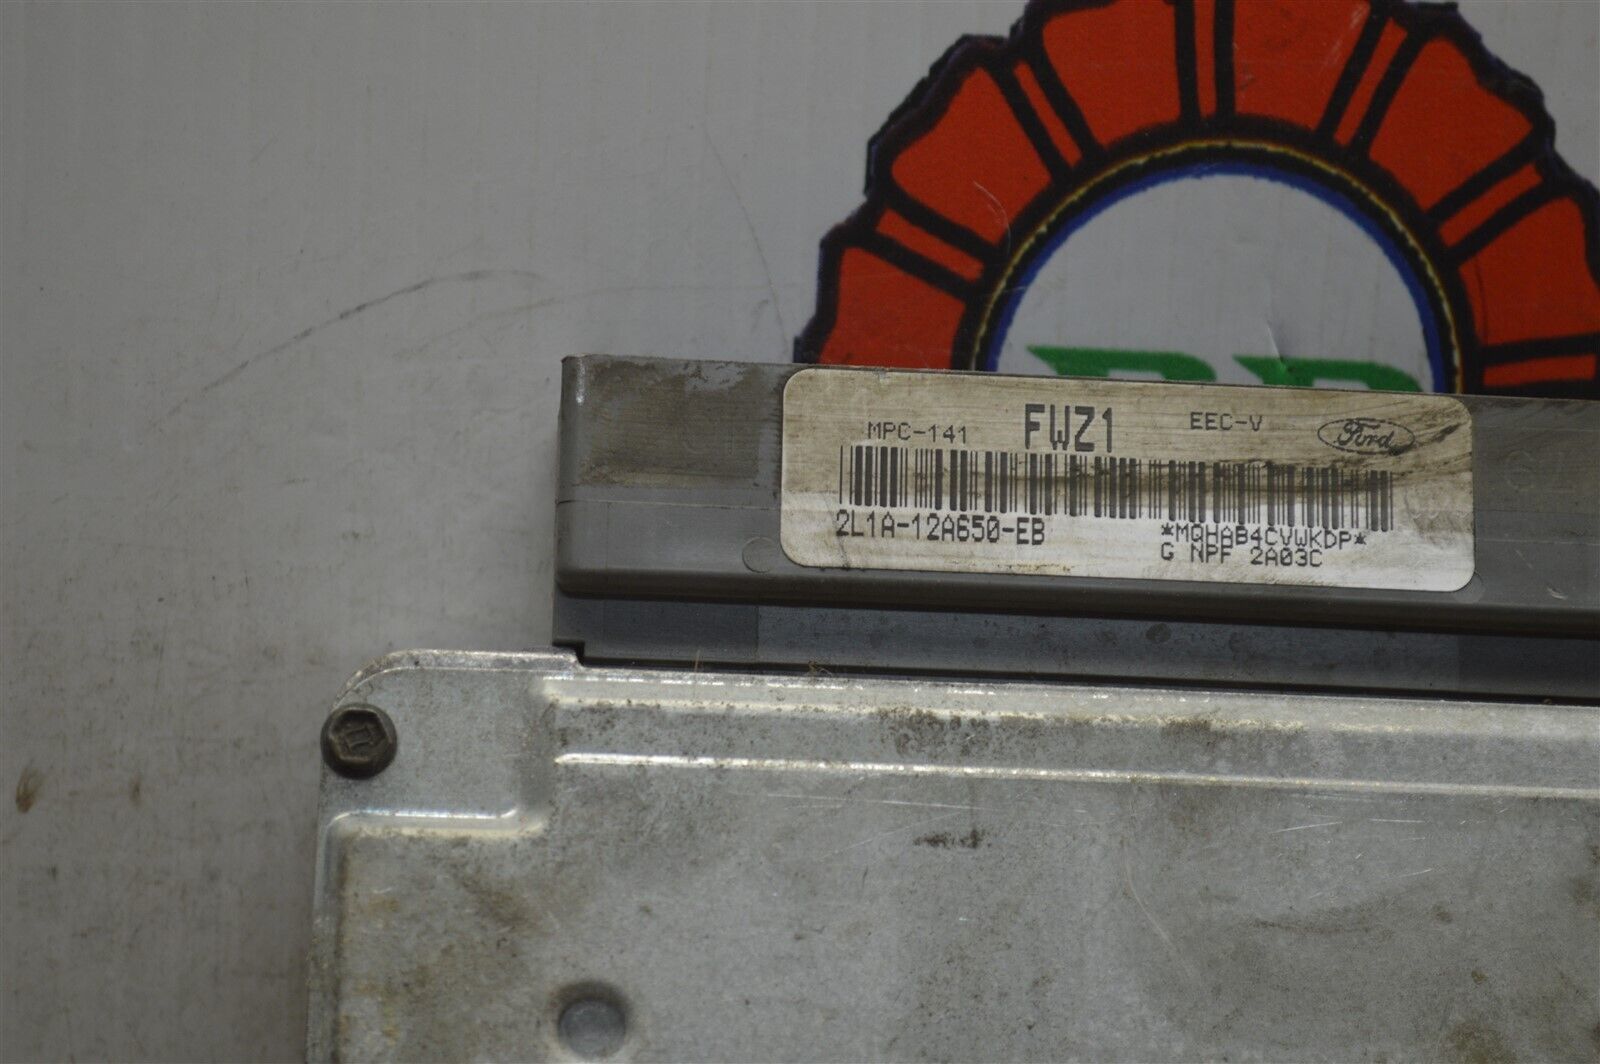 MPC-141 FWZ1 EEC-V Ford
2L1A-12A650-EB *MQHAB4CVWKDP*
G NPF 2A03C